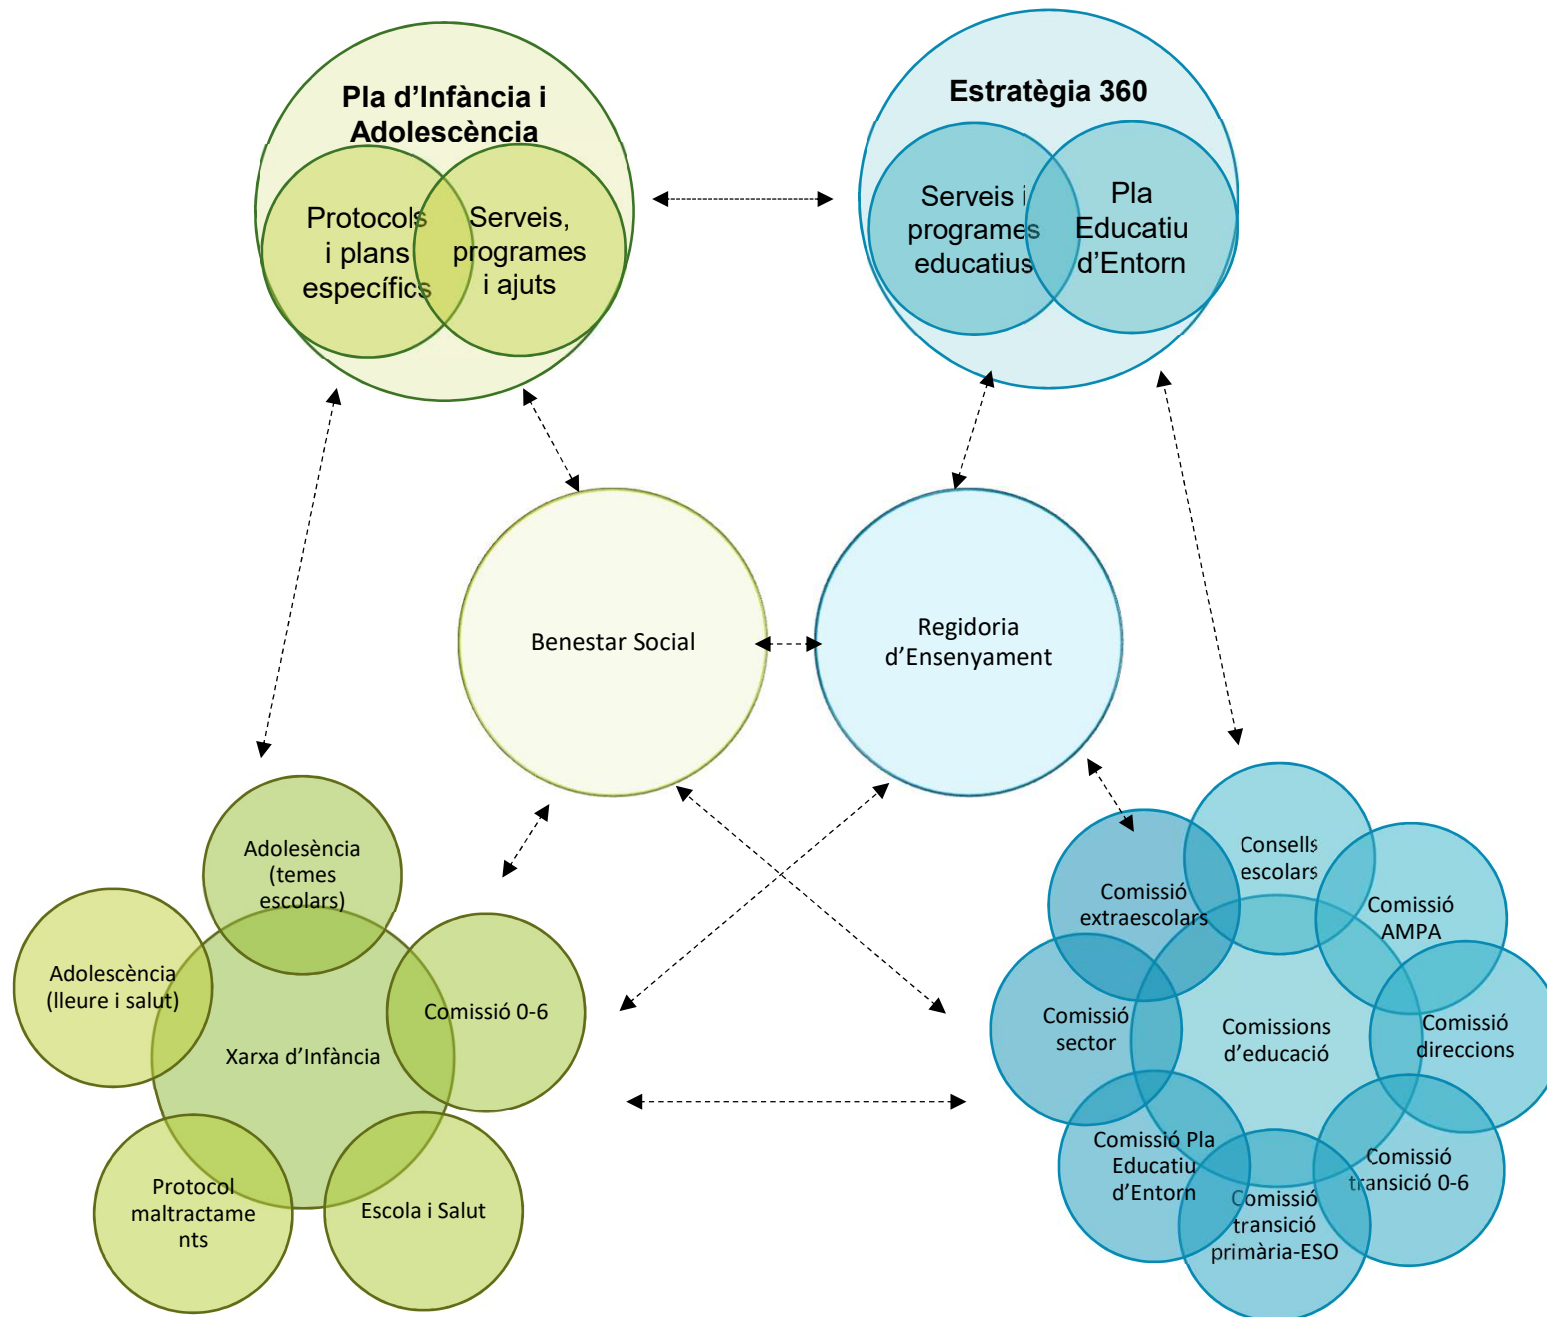 Pla d’Infància i
Adolescència
Protocols
i plans
específics
Serveis,
programes
i ajuts
Estratègia 360
Serveis i
programes
educatius
Pla
Educatiu
d’Entorn
Benestar Social
Regidoria
d’Ensenyament
Adolesència
(temes
escolars)
Adolescència
(lleure i salut)
Comissió 0-6
Xarxa d’Infància
Protocol
maltractame
nts
Escola i Salut
Consells
escolars
Comissió
extraescolars
Comissió
AMPA
Comissió
sector
Comissions
d’educació
Comissió
direccions
Comissió Pla
Educatiu
d’Entorn
Comissió
transició
primària-ESO
Comissió
transició 0-6